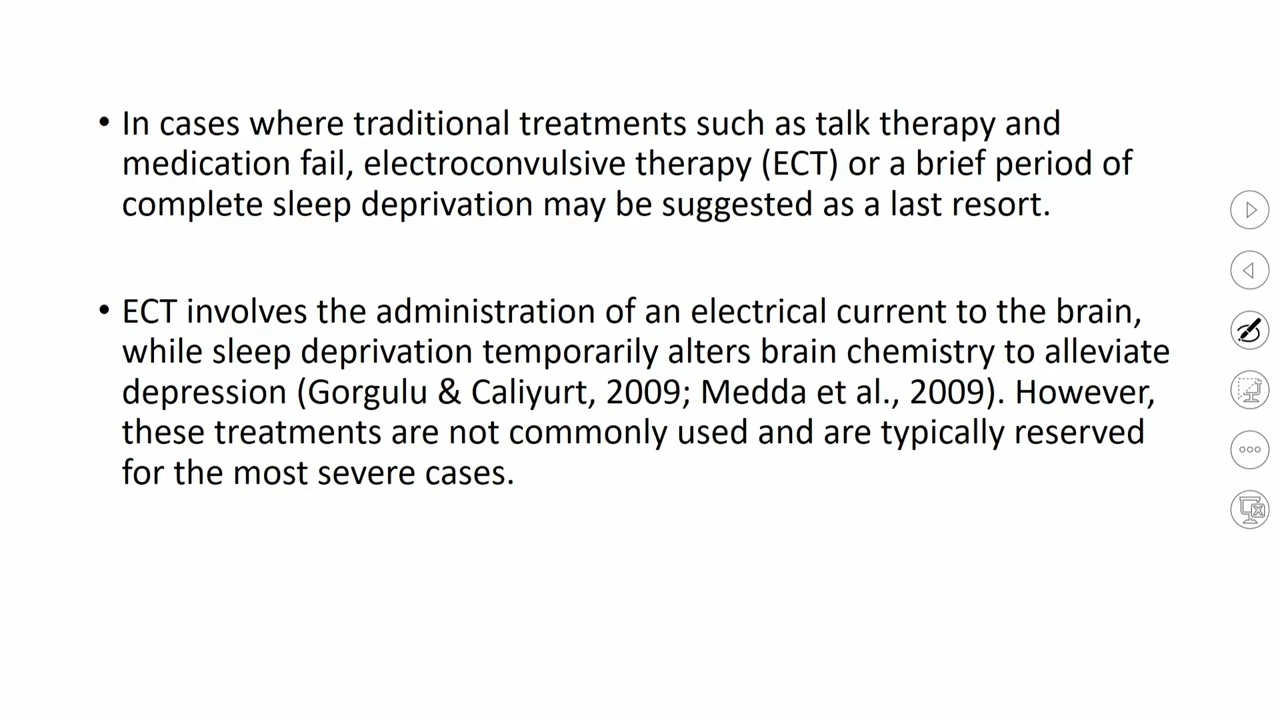 • In cases where traditional treatments such as talk therapy and
medication fail, electroconvulsive therapy (ECT) or a brief period of
complete sleep deprivation may be suggested as a last resort.
• ECT involves the administration of an electrical current to the brain,
while sleep deprivation temporarily alters brain chemistry to alleviate
depression (Gorgulu & Caliyurt, 2009; Medda et al., 2009). However,
these treatments are not commonly used and are typically reserved
for the most severe cases.